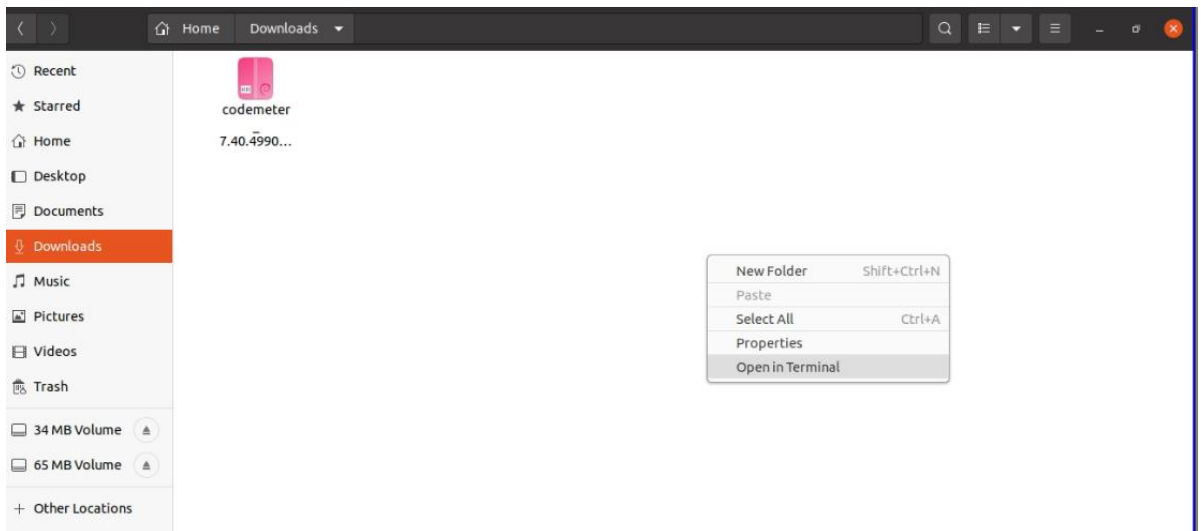 Home Downloads
Recent
Starred
Home
Desktop
Documents
Downloads
Music
Pictures
Videos
Trash
34 MB Volume
65 MB Volume
+ Other Locations
codemeter
_
7.40.4990...
New Folder Shift+Ctrl+N
Paste
Select All Ctrl+A
Properties
Open in Terminal